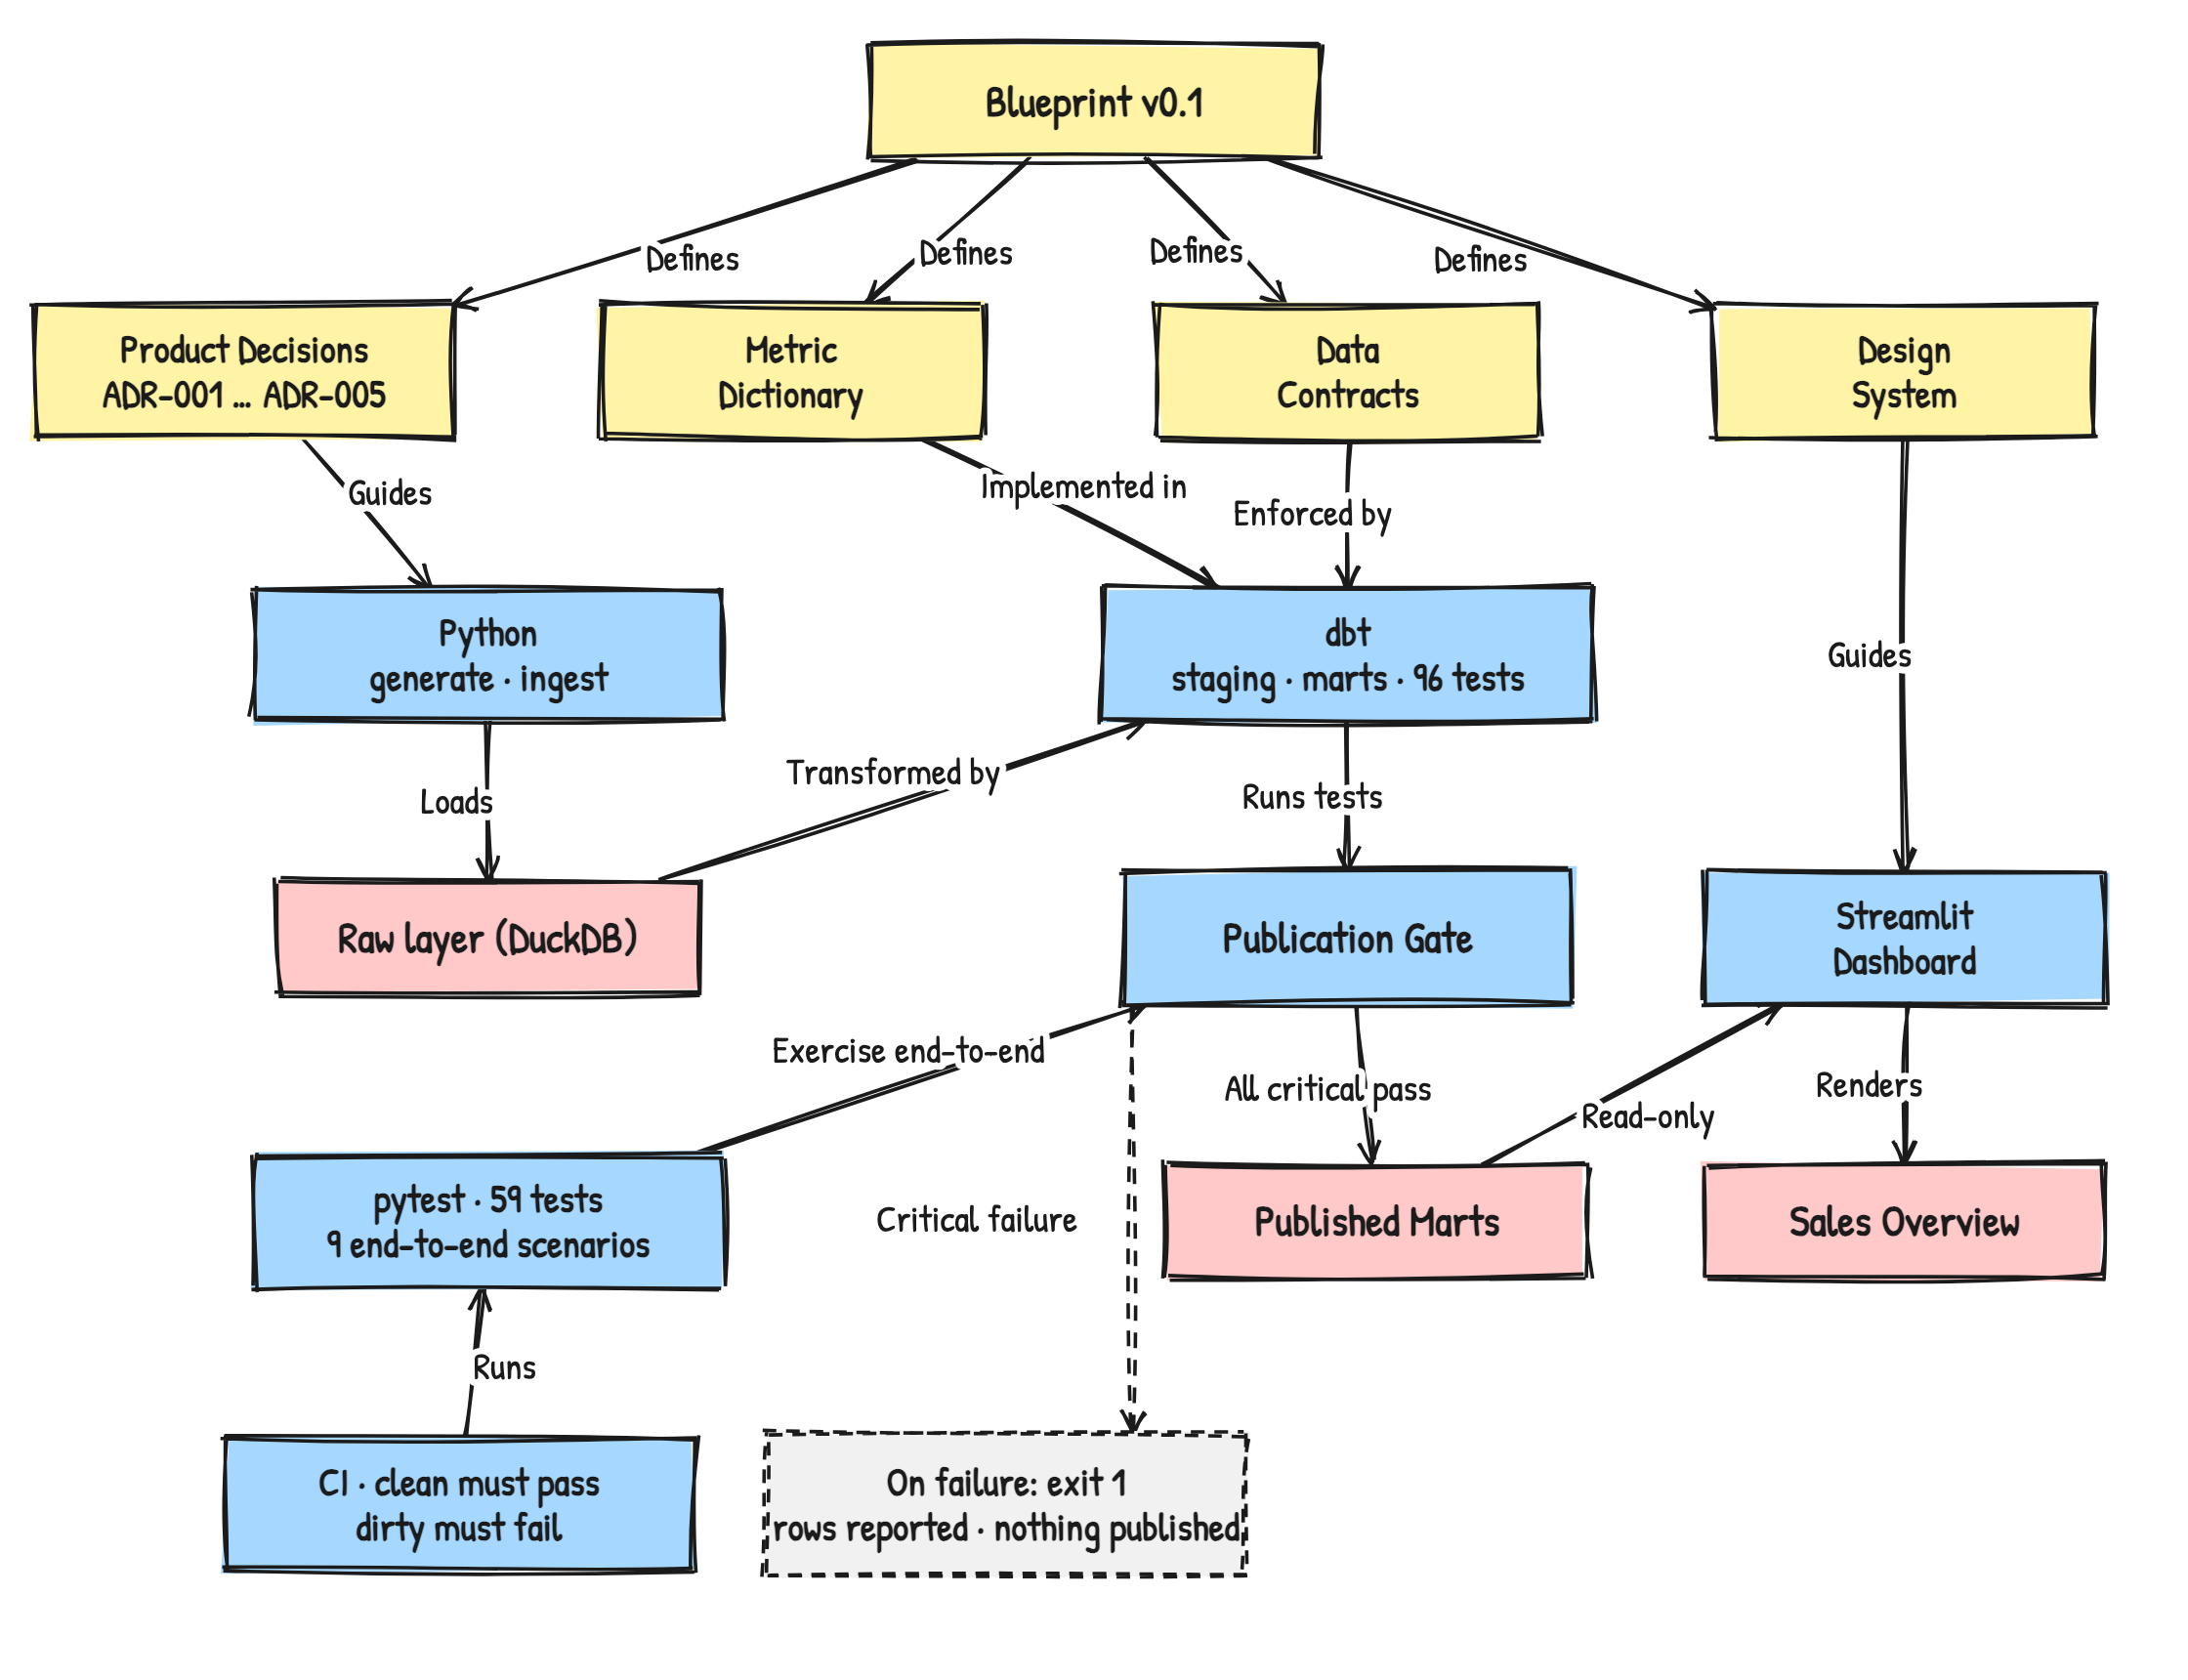 Blueprint v0.1
Defines
Defines
Defines
Defines
Product Decisions
ADR-001 ... ADR-005
Metric
Dictionary
Data
Contracts
Design
System
Guides
Implemented in
Enforced by
Python
generate · ingest
dbt
staging · marts · 96 tests
Guides
Loads
Transformed by
Runs tests
Raw layer (DuckDB)
Publication Gate
Streamlit
Dashboard
Exercise end-to-end
All critical pass
Read-only
Renders
pytest · 59 tests
9 end-to-end scenarios
Critical failure
Published Marts
Sales Overview
Runs
CI · clean must pass
dirty must fail
On failure: exit 1
rows reported · nothing published